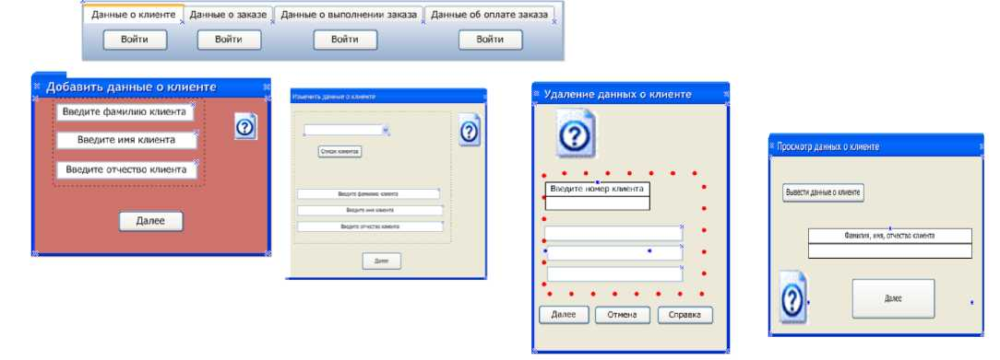 Данные о клиенте Данные о заказе Данные о выполнении заказа Данные об оплате заказа
Войти Войти Войти Войти
Добавить данные о клиенте
Введите фамилию клиента
Введите имя клиента
Введите отчество клиента
Далее
Изменить данные о клиенте
Список клиентов
Введите фамилию клиента
Введите имя клиента
Введите отчество клиента
Далее
Удаление данных о клиенте
Введите номер клиента
Далее Отмена Справка
Просмотр данных о клиенте
Вывести данные о клиенте
Фамилия, имя, отчество клиента
Далее